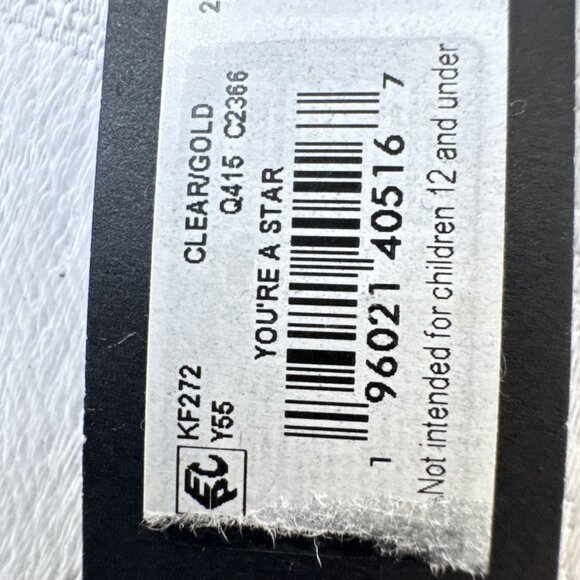 2
KF272 CLEAR/GOLD
Y55 Q415 C2366
YOU'RE A STAR
1 96021 40516 7
Not intended for children 12 and under